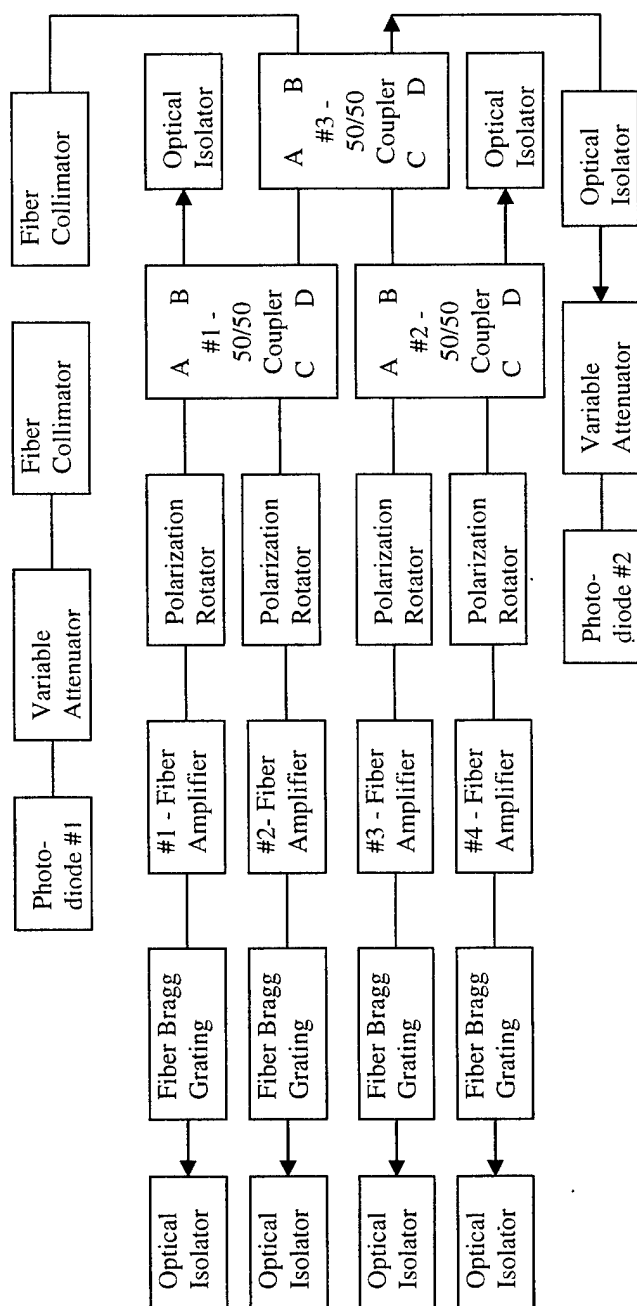 Photo-
diode #1
Variable
Attenuator
Fiber
Collimator
Fiber
Collimator
Optical
Isolator
Fiber Bragg
Grating
#1 - Fiber
Amplifier
Polarization
Rotator
A B
#1 -
50/50
Coupler
C D
Optical
Isolator
Optical
Isolator
Fiber Bragg
Grating
#2- Fiber
Amplifier
Polarization
Rotator
A B
#3 -
50/50
Coupler
C D
Optical
Isolator
Fiber Bragg
Grating
#3 - Fiber
Amplifier
Polarization
Rotator
A B
#2 -
50/50
Coupler
C D
Optical
Isolator
Optical
Isolator
Fiber Bragg
Grating
#4 - Fiber
Amplifier
Polarization
Rotator
Photo-
diode #2
Variable
Attenuator
Optical
Isolator